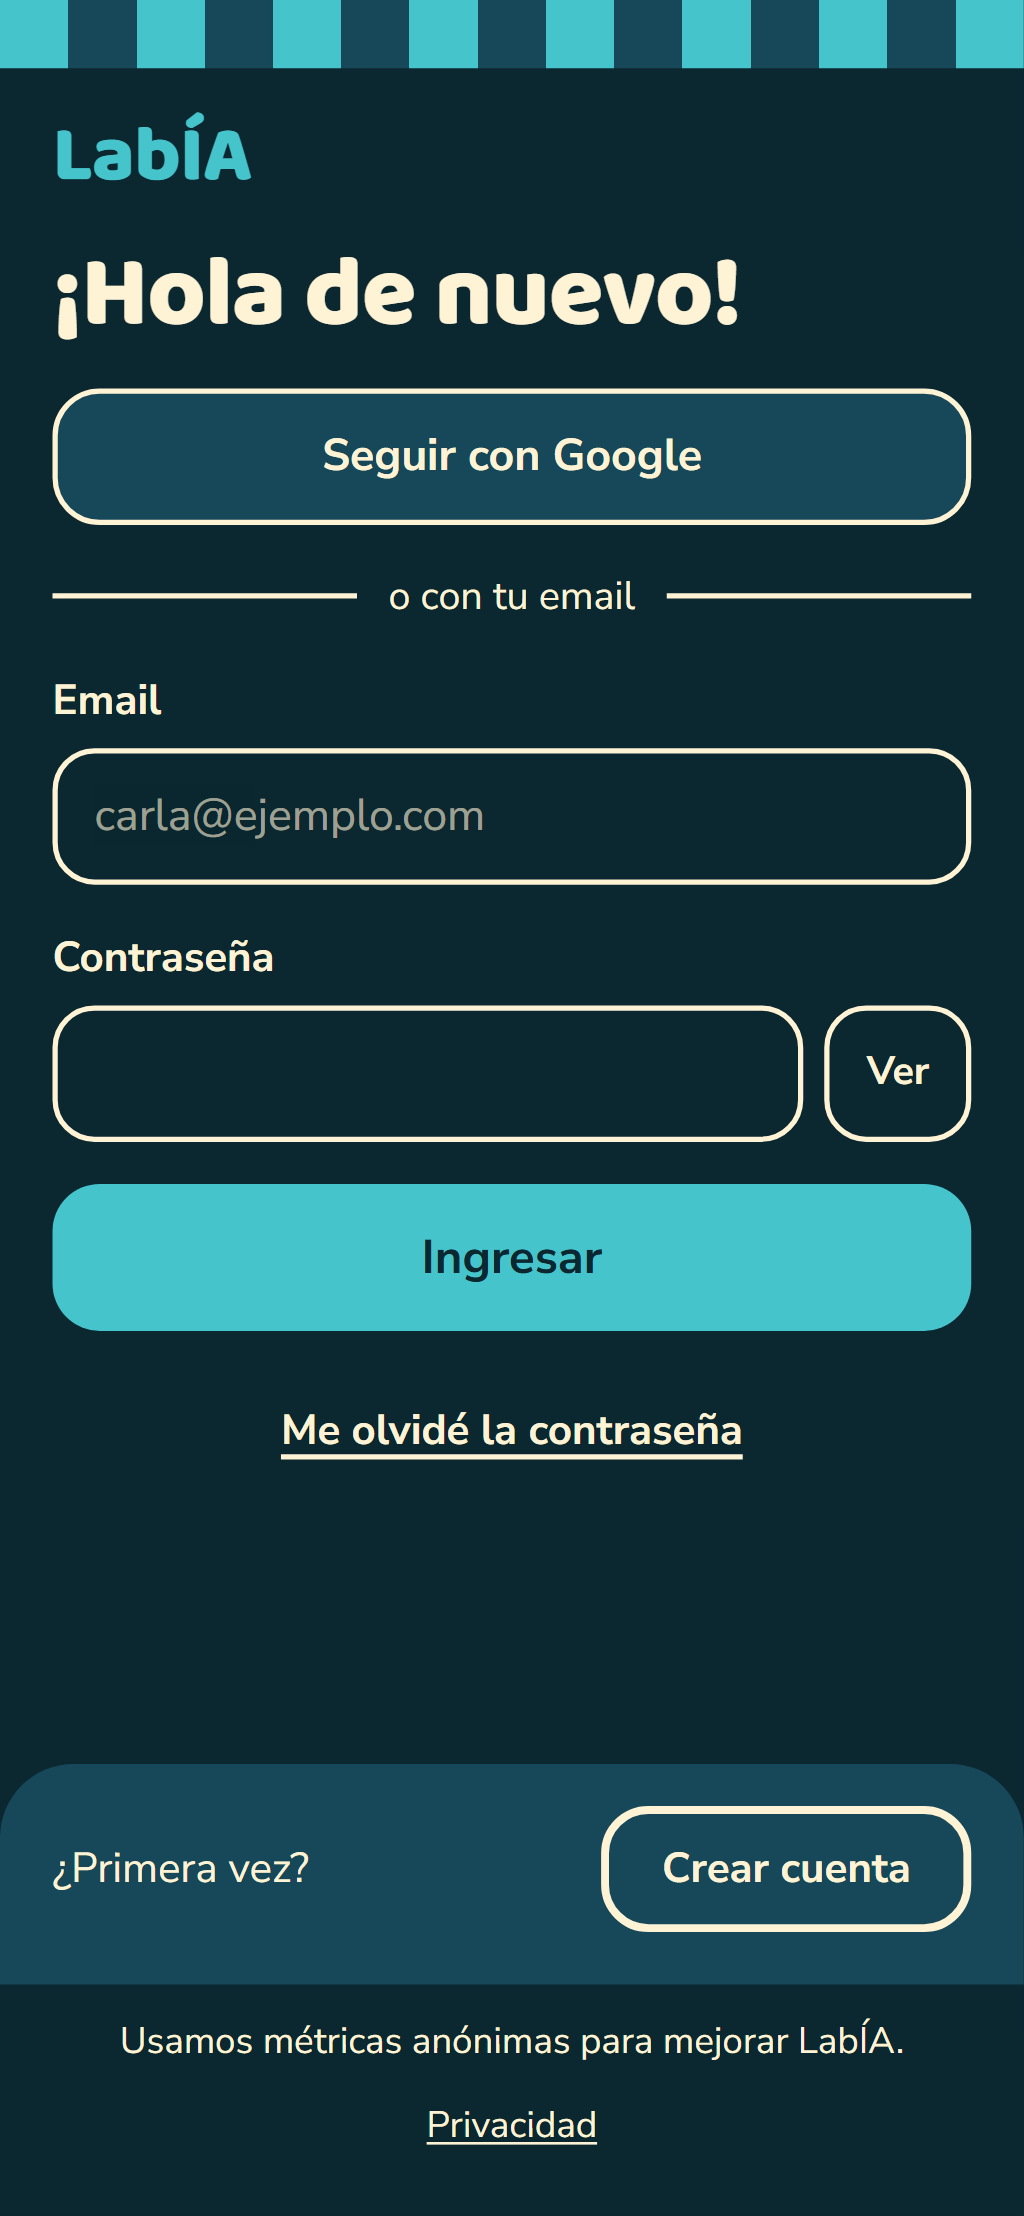 LabÍA
¡Hola de nuevo!
Seguir con Google
o con tu email
Email
carla@ejemplo.com
Contraseña
Ver
Ingresar
Me olvidé la contraseña
¿Primera vez?
Crear cuenta
Usamos métricas anónimas para mejorar LabÍA.
Privacidad